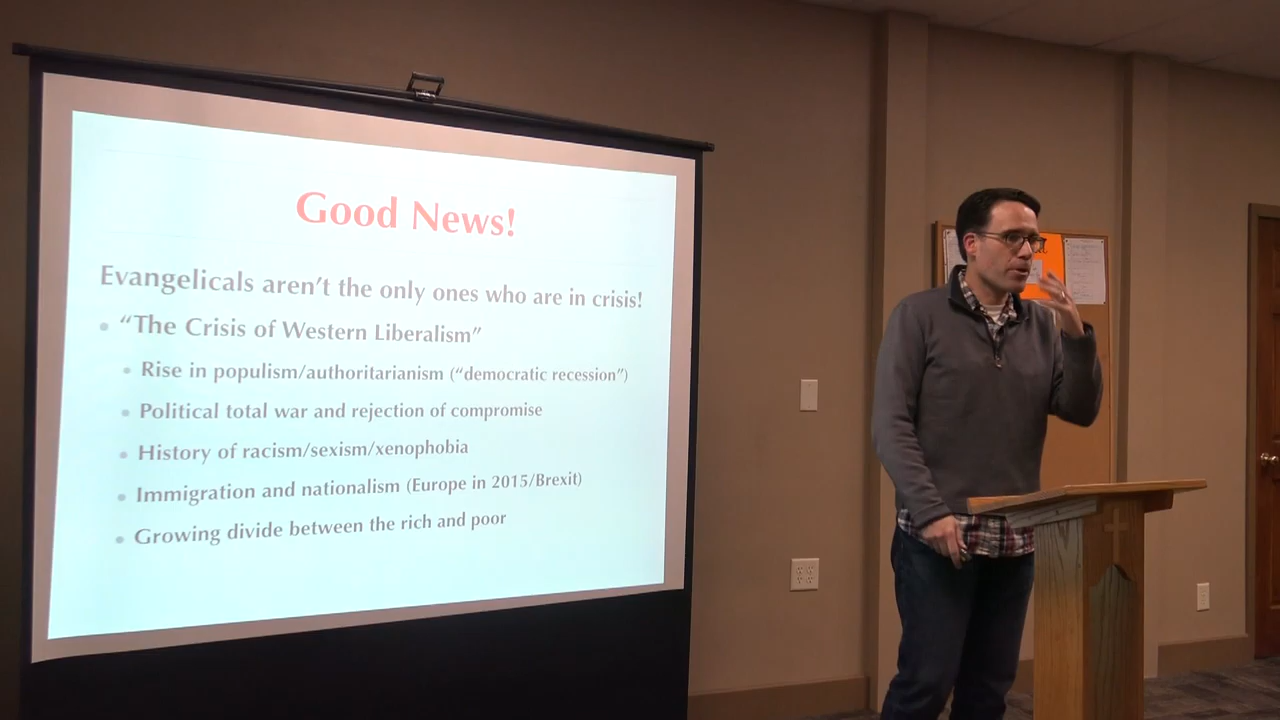 Good News!
Evangelicals aren't the only ones who are in crisis!
• "The Crisis of Western Liberalism"
• Rise in populism/authoritarianism ("democratic recession")
• Political total war and rejection of compromise
• History of racism/sexism/xenophobia
• Immigration and nationalism (Europe in 2015/Brexit)
• Growing divide between the rich and poor